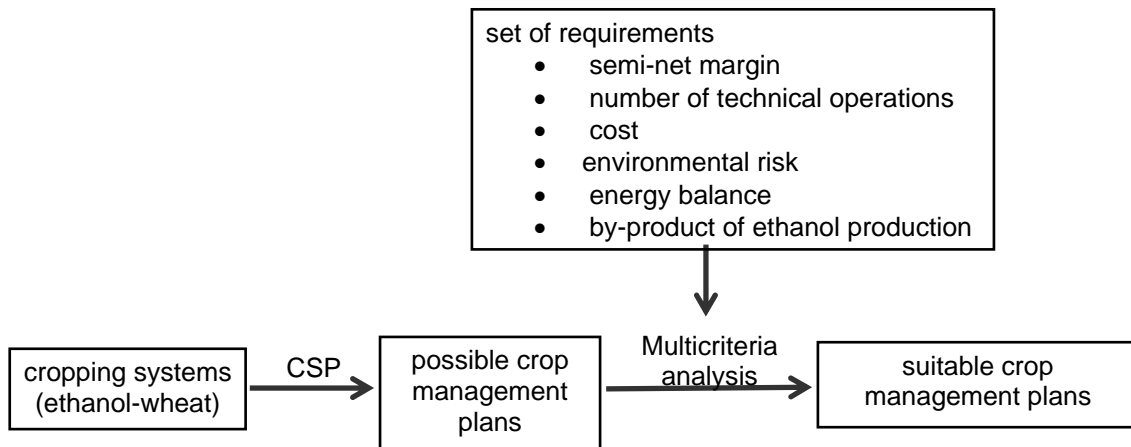 set of requirements
• semi-net margin
• number of technical operations
• cost
• environmental risk
• energy balance
• by-product of ethanol production
cropping systems
(ethanol-wheat)
CSP
possible crop
management
plans
Multicriteria
analysis
suitable crop
management plans